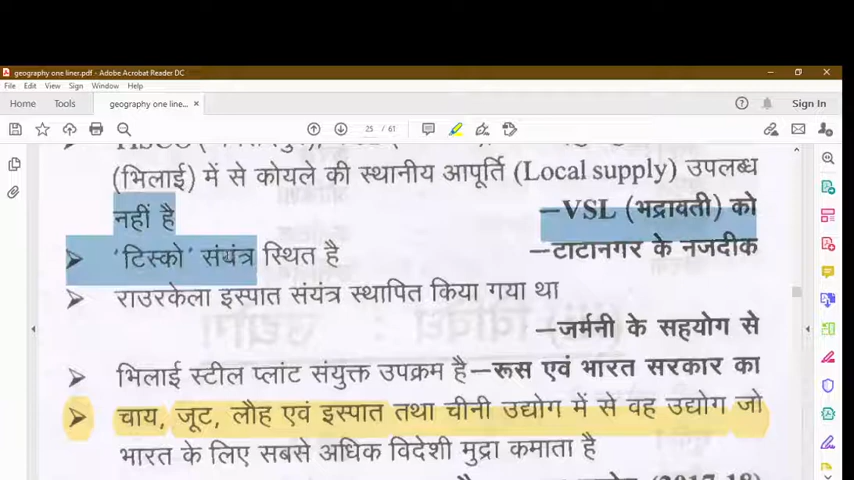 geography one liner.pdf - Adobe Acrobat Reader DC
File Edit View Sign Window Help
Home Tools geography one line... × Sign In
25 / 61
(भिलाई) में से कोयले की स्थानीय आपूर्ति (Local supply) उपलब्ध
नहीं है —VSL (भद्रावती) को
➤ 'टिस्को' संयंत्र स्थित है —टाटानगर के नजदीक
➤ राउरकेला इस्पात संयंत्र स्थापित किया गया था
—जर्मनी के सहयोग से
➤ भिलाई स्टील प्लांट संयुक्त उपक्रम है—रूस एवं भारत सरकार का
➤ चाय, जूट, लौह एवं इस्पात तथा चीनी उद्योग में से वह उद्योग जो
भारत के लिए सबसे अधिक विदेशी मुद्रा कमाता है
(2017-18)